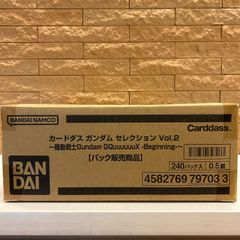 BANDAI NAMCO
Carddass®
カードダス ガンダム セレクション Vol.2
～機動戦士Gundam GQuuuuuuX -Beginning-～
【パック販売商品】
BAN
DAI
240パック入
0.5
4582769 79703 3